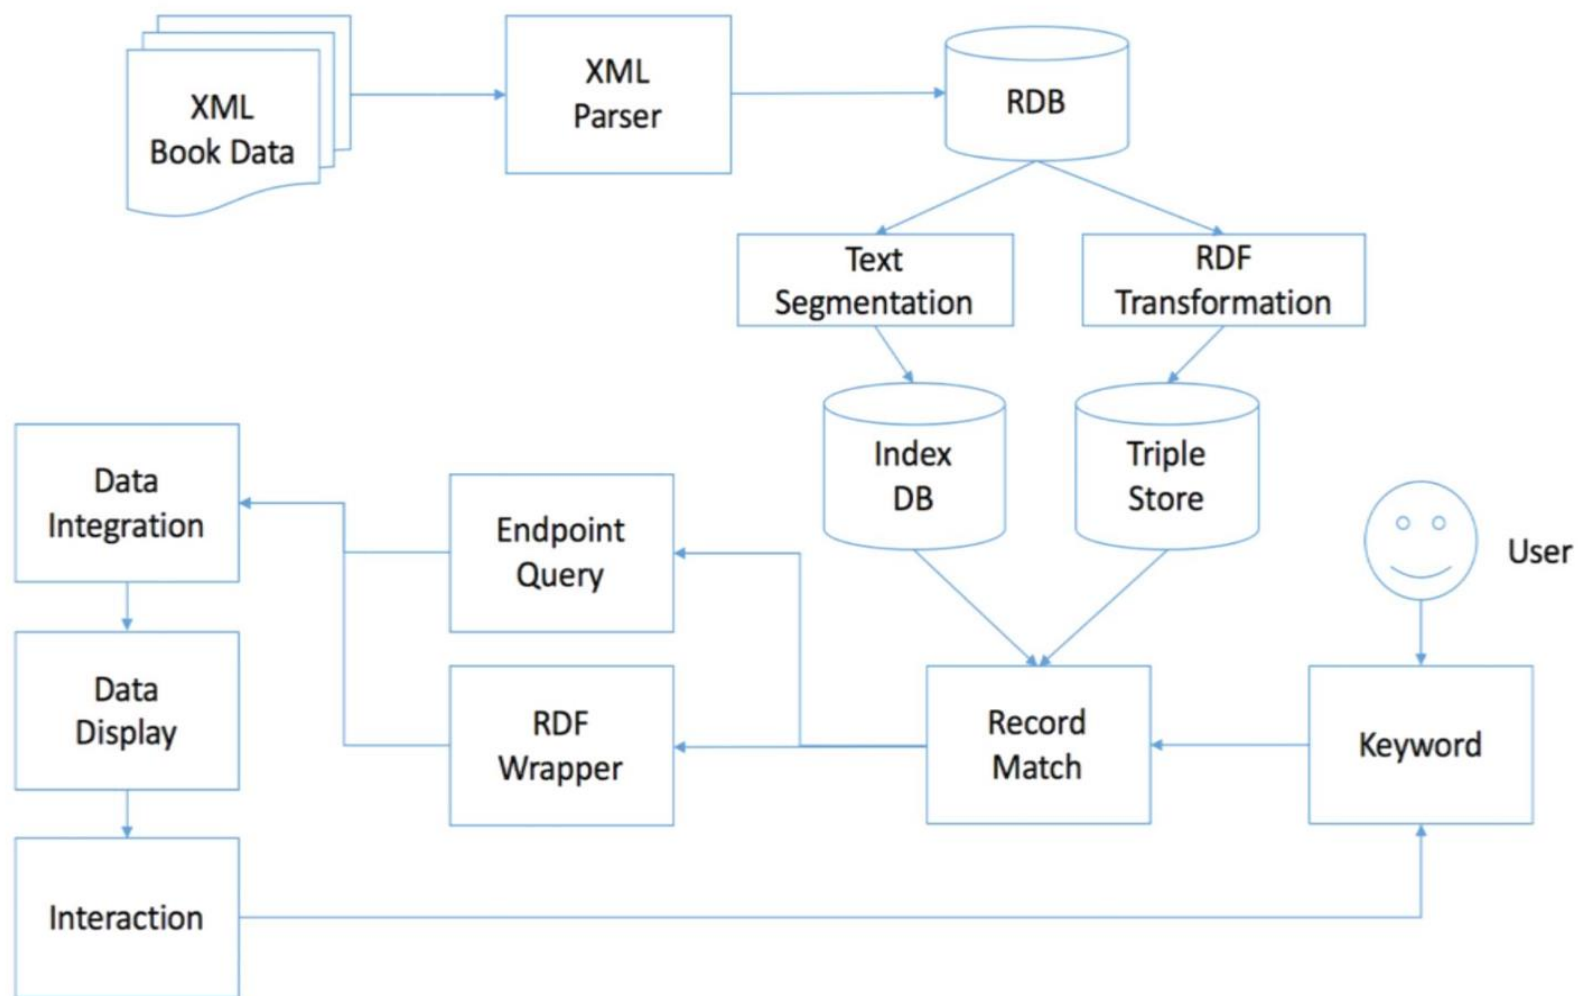 XML
Book Data
XML
Parser
RDB
Text
Segmentation
RDF
Transformation
Index
DB
Triple
Store
User
Data
Integration
Endpoint
Query
Data
Display
RDF
Wrapper
Record
Match
Keyword
Interaction